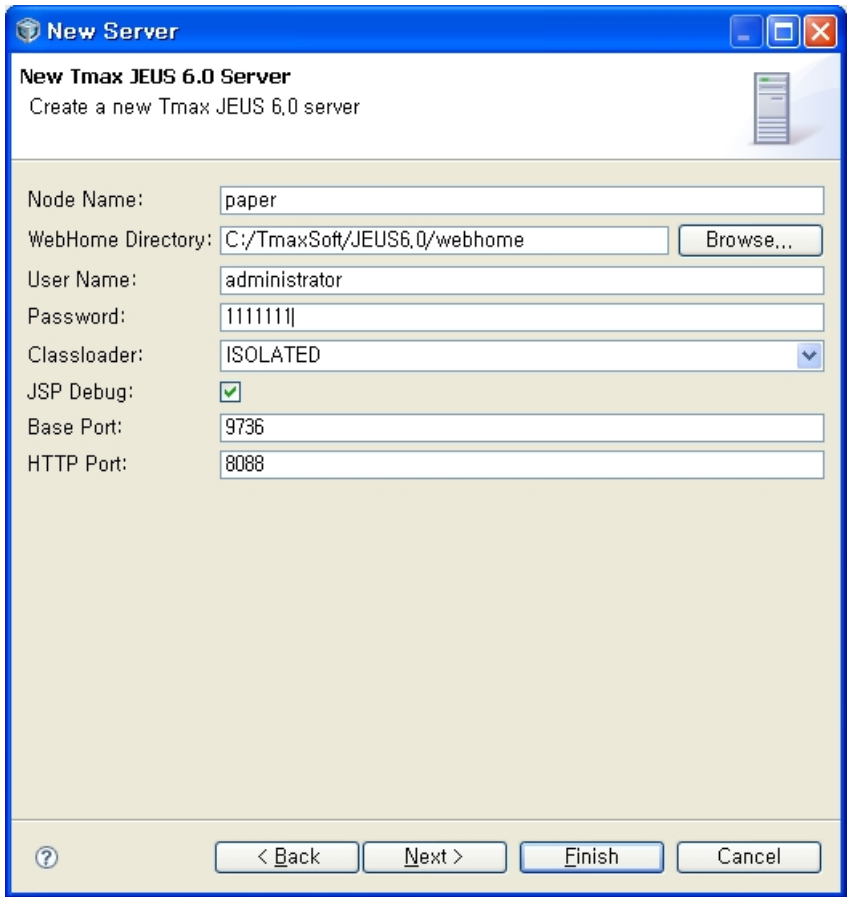 New Server
New Tmax JEUS 6.0 Server
Create a new Tmax JEUS 6.0 server
Node Name: paper
WebHome Directory: C:/TmaxSoft/JEUS6.0/webhome Browse...
User Name: administrator
Password: 1111111
Classloader: ISOLATED
JSP Debug:
Base Port: 9736
HTTP Port: 8088
< Back Next > Finish Cancel